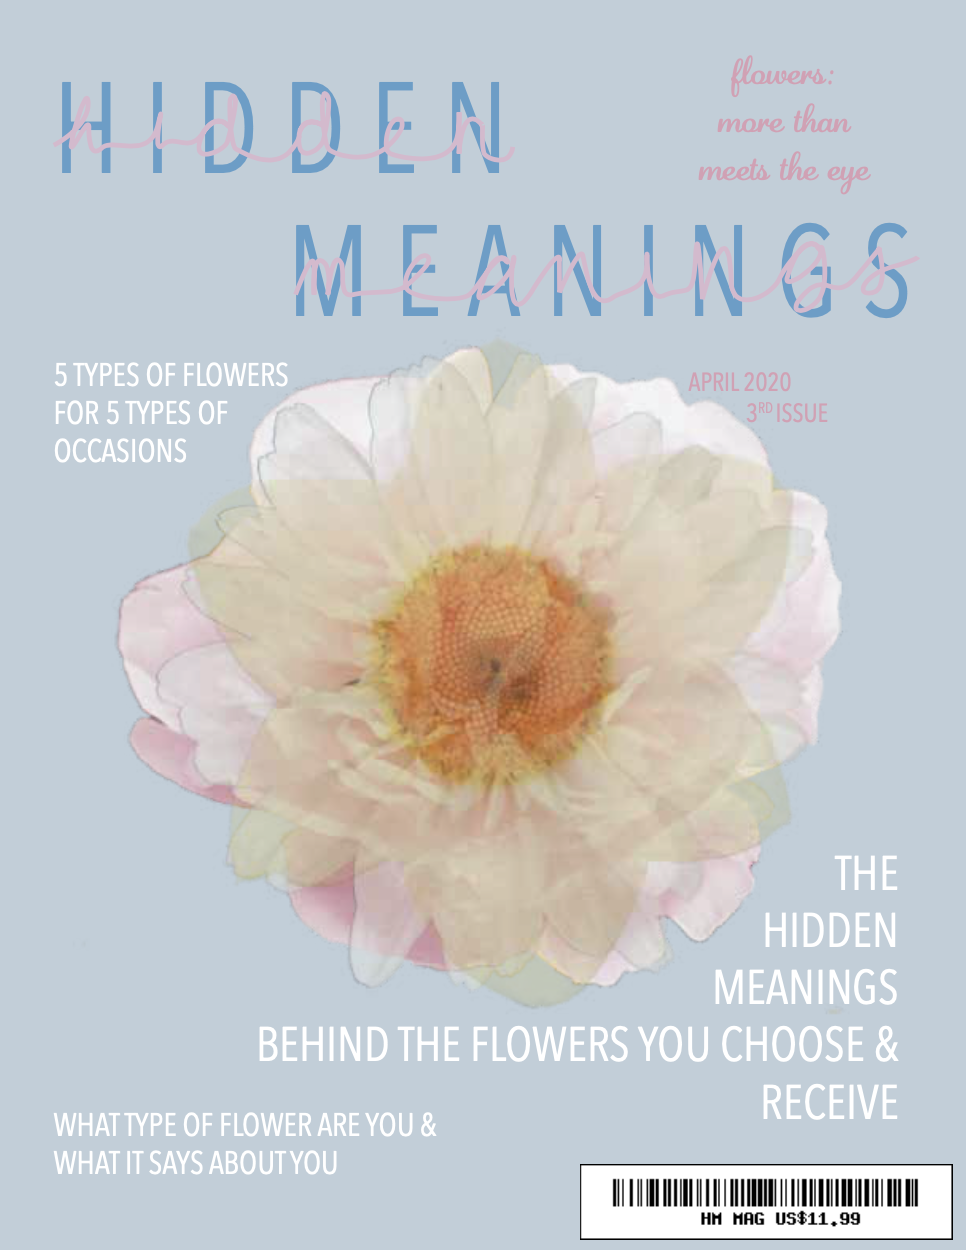 HIDDEN
hidden
flowers:
more than
meets the eye
MEANINGS
meanings
5 TYPES OF FLOWERS
FOR 5 TYPES OF
OCCASIONS
APRIL 2020
3RD ISSUE
THE
HIDDEN
MEANINGS
BEHIND THE FLOWERS YOU CHOOSE &
RECEIVE
WHAT TYPE OF FLOWER ARE YOU &
WHAT IT SAYS ABOUT YOU
HM MAG US$11.99